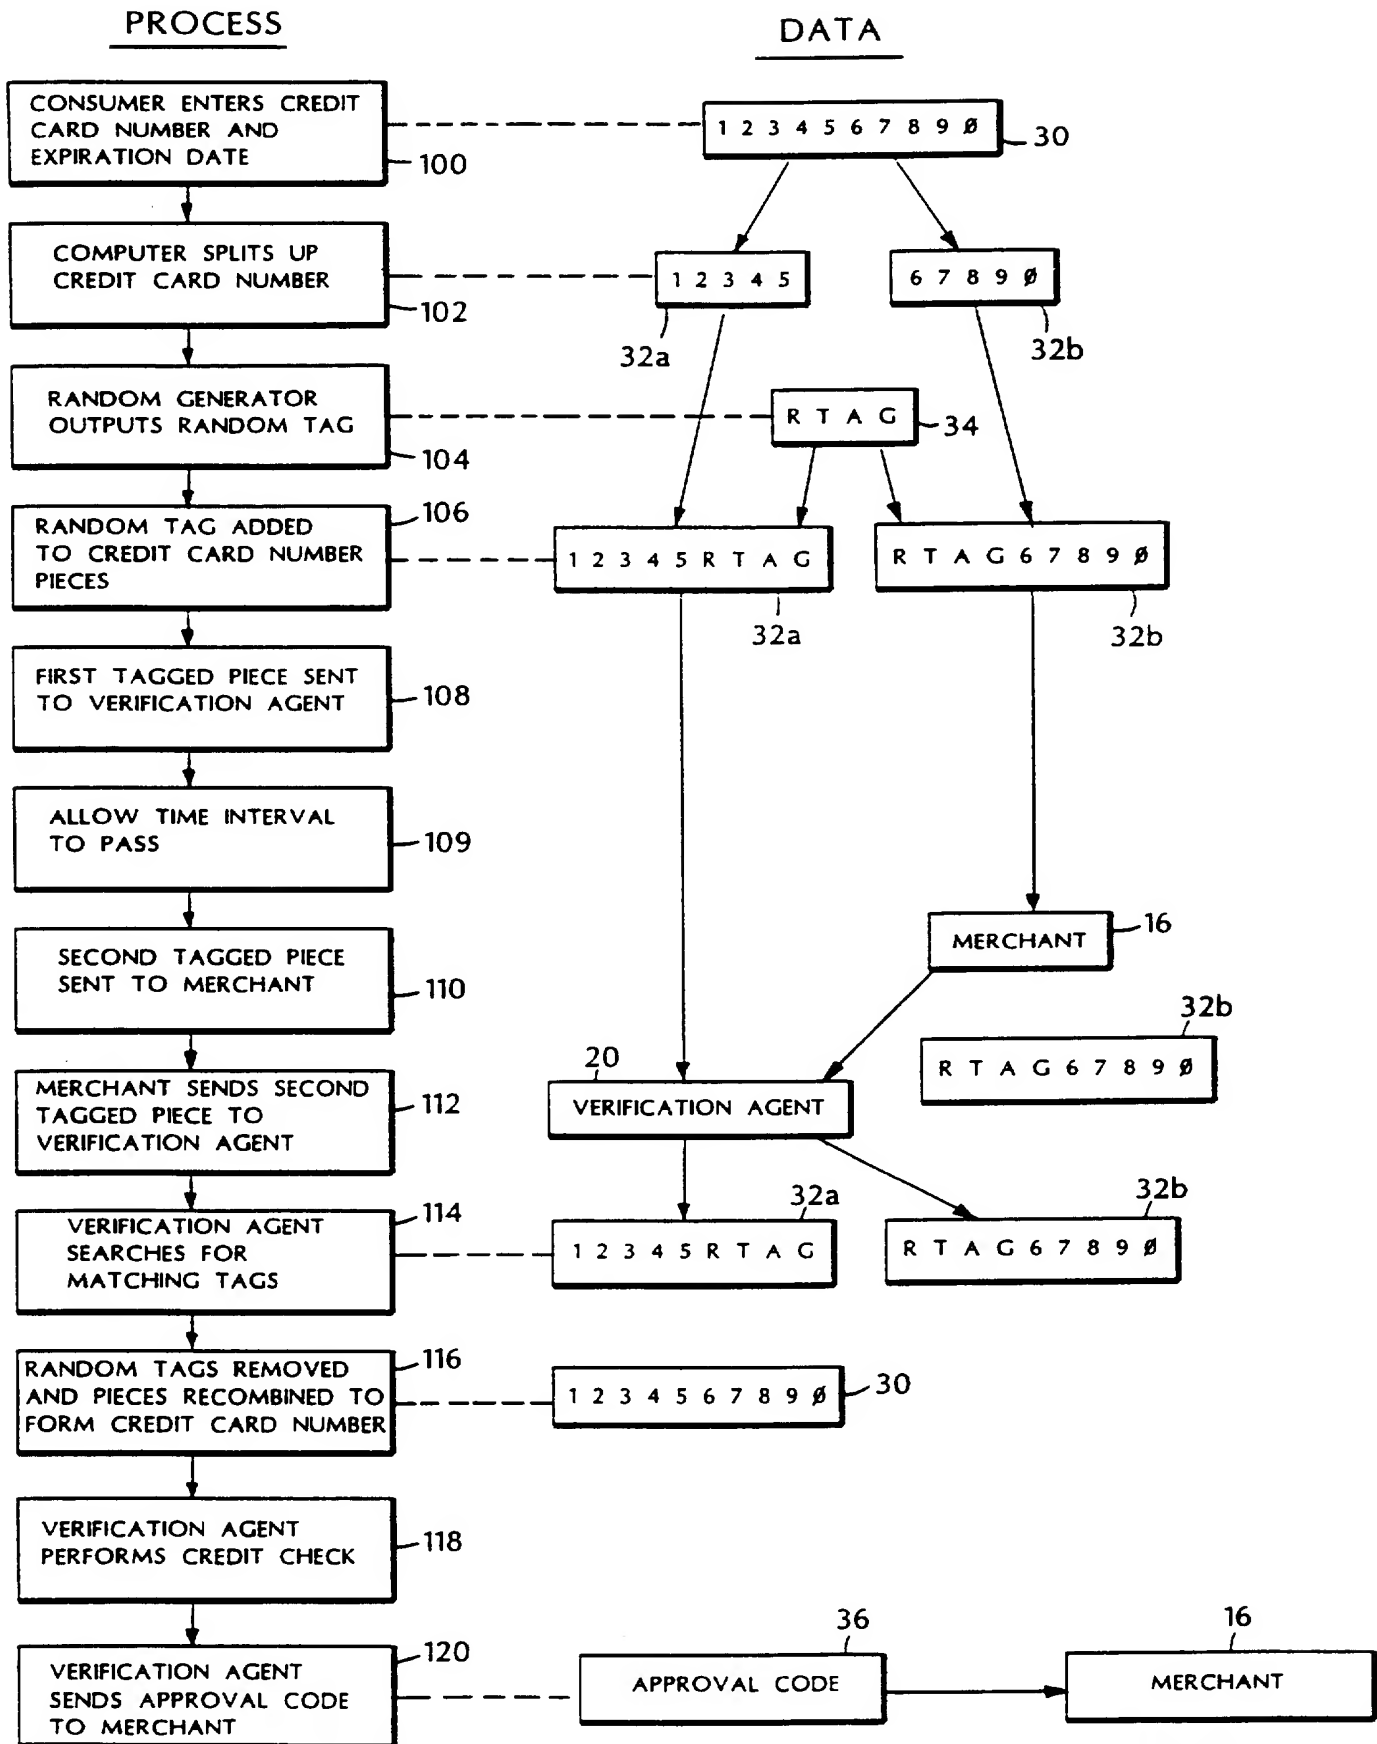 PROCESS
DATA
CONSUMER ENTERS CREDIT
CARD NUMBER AND
EXPIRATION DATE
100
1 2 3 4 5 6 7 8 9 Ø
30
COMPUTER SPLITS UP
CREDIT CARD NUMBER
102
1 2 3 4 5
32a
6 7 8 9 Ø
32b
RANDOM GENERATOR
OUTPUTS RANDOM TAG
104
R T A G
34
RANDOM TAG ADDED
TO CREDIT CARD NUMBER
PIECES
106
1 2 3 4 5 R T A G
32a
R T A G 6 7 8 9 Ø
32b
FIRST TAGGED PIECE SENT
TO VERIFICATION AGENT
108
ALLOW TIME INTERVAL
TO PASS
109
SECOND TAGGED PIECE
SENT TO MERCHANT
110
MERCHANT
16
32b
R T A G 6 7 8 9 Ø
MERCHANT SENDS SECOND
TAGGED PIECE TO
VERIFICATION AGENT
112
20
VERIFICATION AGENT
VERIFICATION AGENT
SEARCHES FOR
MATCHING TAGS
114
32a
1 2 3 4 5 R T A G
32b
R T A G 6 7 8 9 Ø
RANDOM TAGS REMOVED
AND PIECES RECOMBINED TO
FORM CREDIT CARD NUMBER
116
1 2 3 4 5 6 7 8 9 Ø
30
VERIFICATION AGENT
PERFORMS CREDIT CHECK
118
VERIFICATION AGENT
SENDS APPROVAL CODE
TO MERCHANT
120
36
APPROVAL CODE
16
MERCHANT